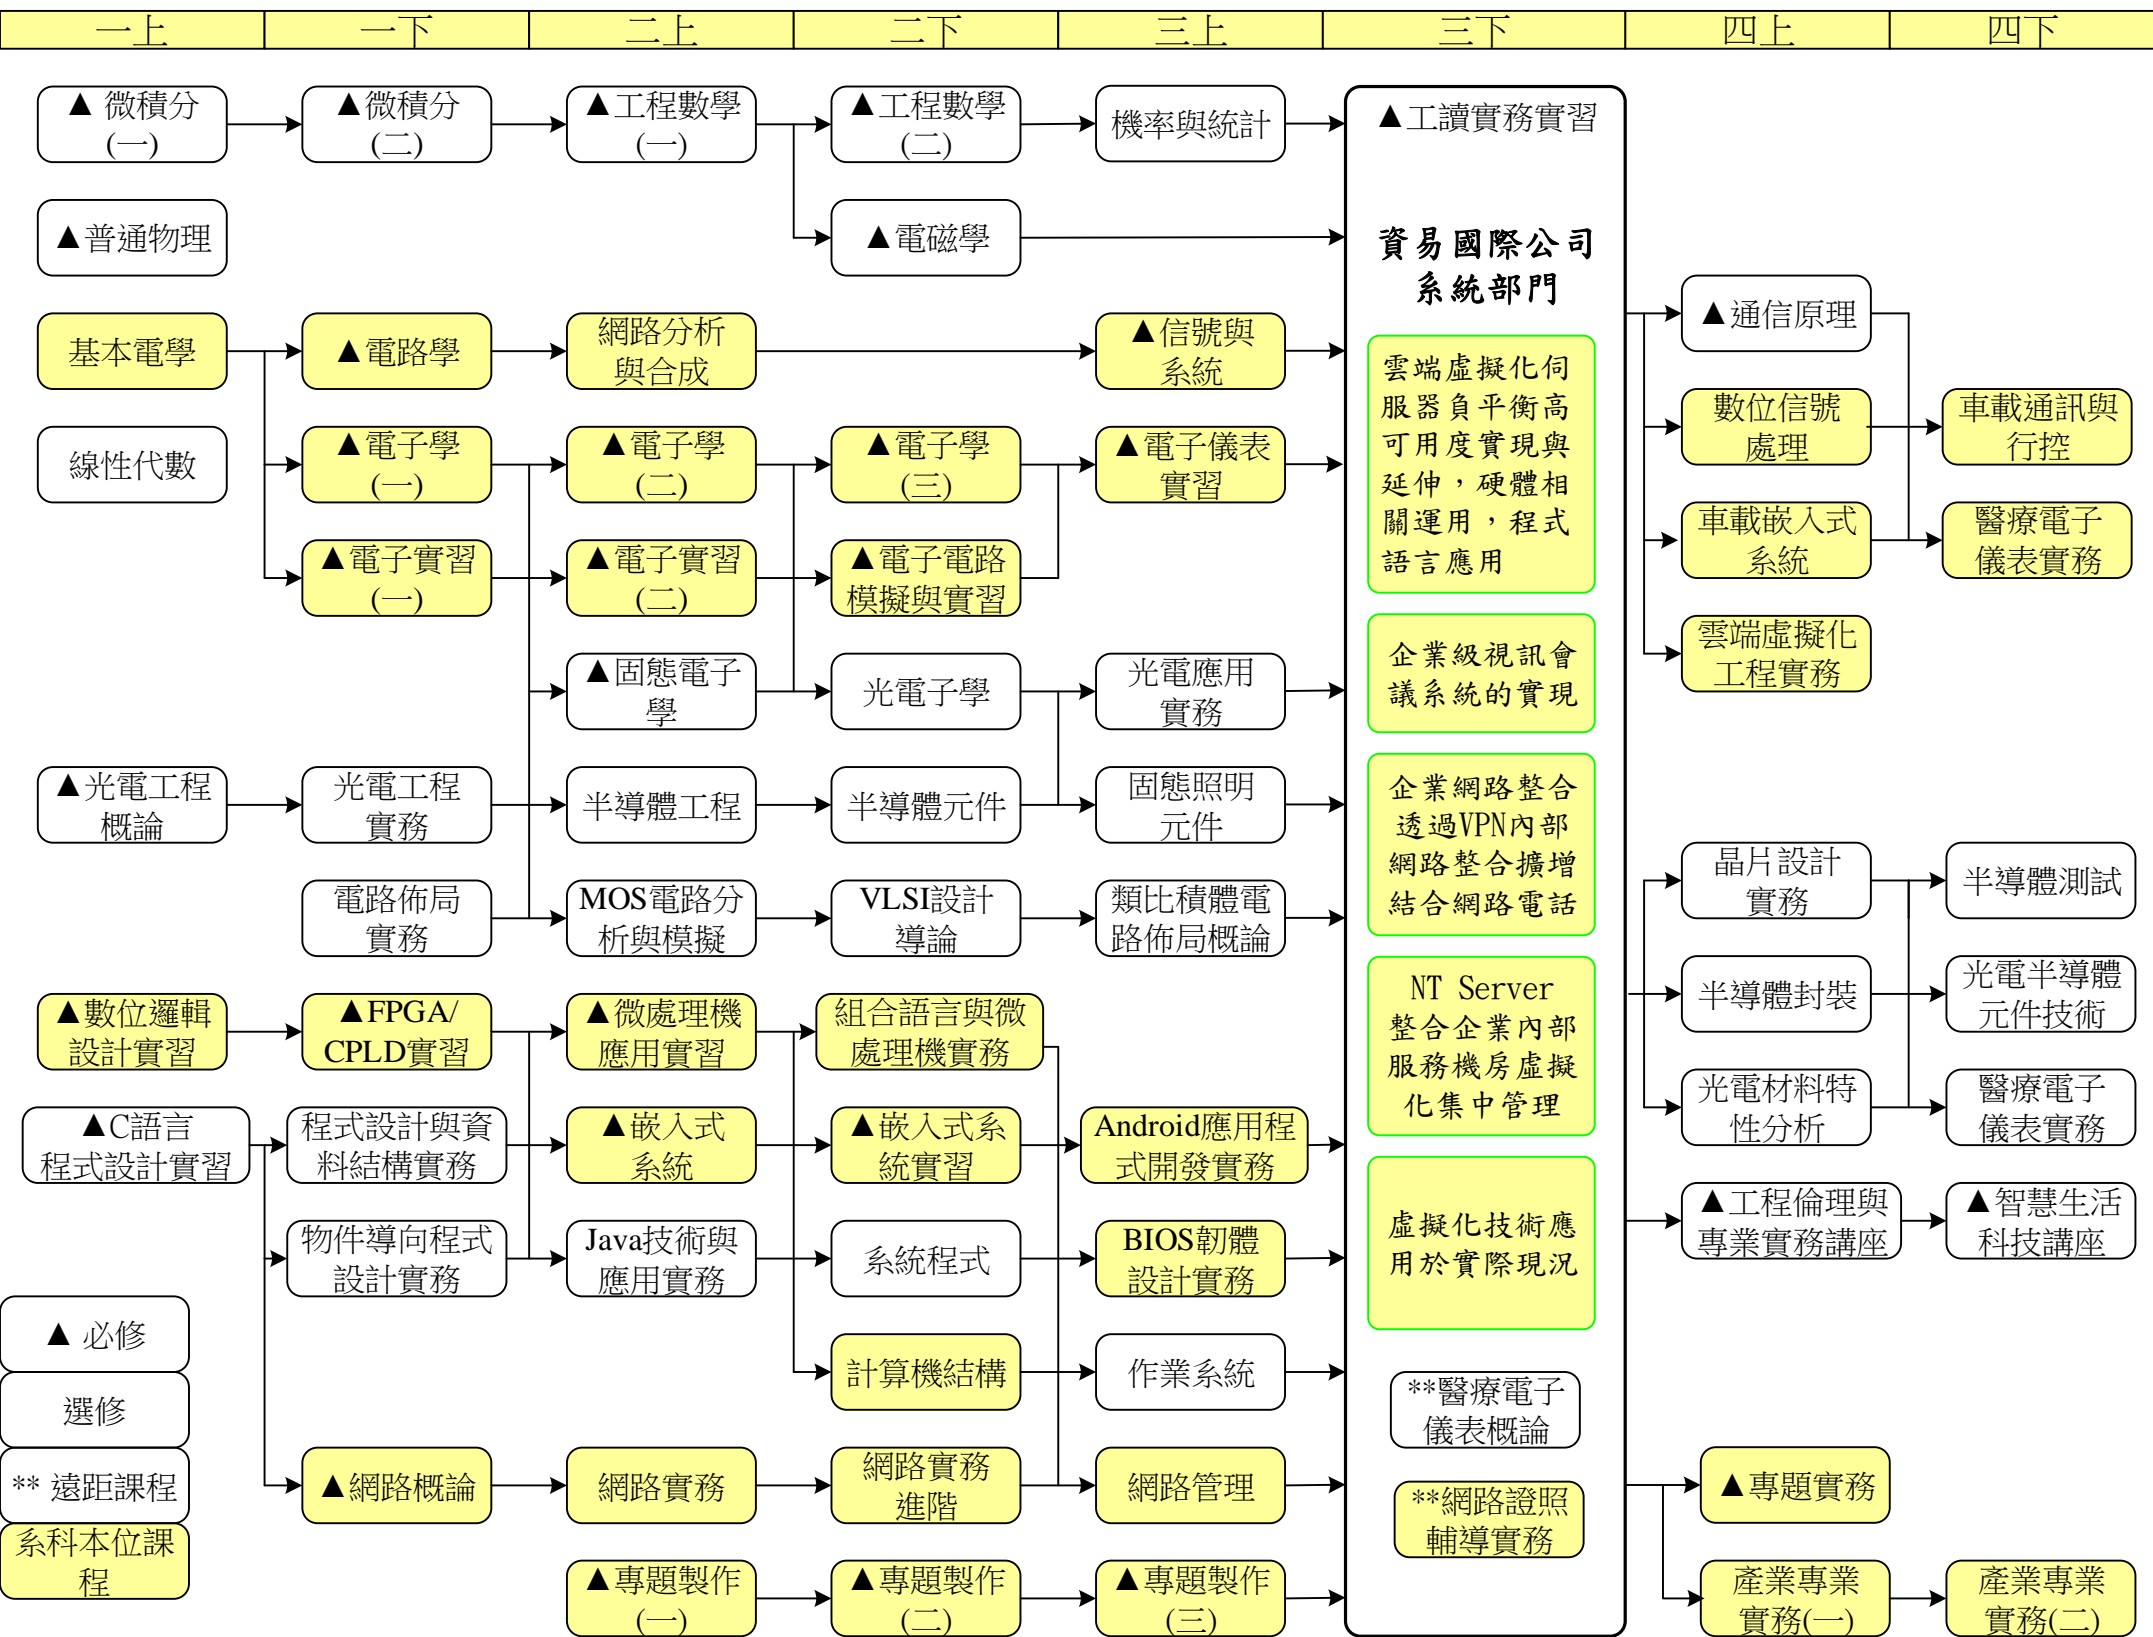 一上
一下
二上
二下
三上
三下
四上
四下
▲ 微積分
(一)
▲微積分
(二)
▲工程數學
(一)
▲工程數學
(二)
機率與統計
▲工讀實務實習
▲普通物理
▲電磁學
資易國際公司
系統部門
基本電學
▲電路學
網路分析
與合成
▲信號與
系統
▲通信原理
雲端虛擬化伺
服器負平衡高
可用度實現與
延伸，硬體相
關運用，程式
語言應用
線性代數
▲電子學
(一)
▲電子學
(二)
▲電子學
(三)
▲電子儀表
實習
數位信號
處理
車載通訊與
行控
▲電子實習
(一)
▲電子實習
(二)
▲電子電路
模擬與實習
車載嵌入式
系統
醫療電子
儀表實務
▲固態電子
學
光電子學
光電應用
實務
企業級視訊會
議系統的實現
雲端虛擬化
工程實務
▲光電工程
概論
光電工程
實務
半導體工程
半導體元件
固態照明
元件
企業網路整合
透過VPN內部
網路整合擴增
結合網路電話
電路佈局
實務
MOS電路分
析與模擬
VLSI設計
導論
類比積體電
路佈局概論
晶片設計
實務
半導體測試
▲數位邏輯
設計實習
▲FPGA/
CPLD實習
▲微處理機
應用實習
組合語言與微
處理機實務
NT Server
整合企業內部
服務機房虛擬
化集中管理
半導體封裝
光電半導體
元件技術
▲C語言
程式設計實習
程式設計與資
料結構實務
▲嵌入式
系統
▲嵌入式系
統實習
Android應用程
式開發實務
光電材料特
性分析
醫療電子
儀表實務
物件導向程式
設計實務
Java技術與
應用實務
系統程式
BIOS韌體
設計實務
虛擬化技術應
用於實際現況
▲工程倫理與
專業實務講座
▲智慧生活
科技講座
▲ 必修
選修
** 遠距課程
系科本位課
程
計算機結構
作業系統
**醫療電子
儀表概論
▲網路概論
網路實務
網路實務
進階
網路管理
**網路證照
輔導實務
▲專題實務
▲專題製作
(一)
▲專題製作
(二)
▲專題製作
(三)
產業專業
實務(一)
產業專業
實務(二)